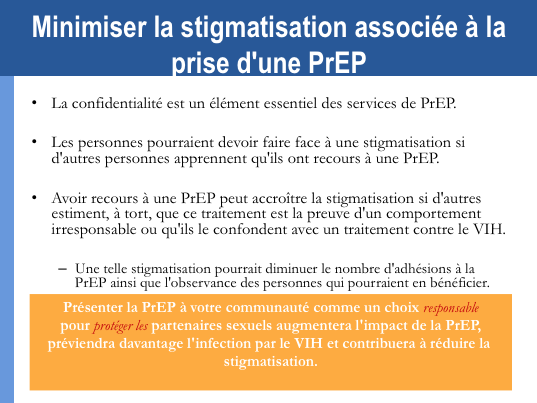 Minimiser la stigmatisation associée à la
prise d'une PrEP
• La confidentialité est un élément essentiel des services de PrEP.
• Les personnes pourraient devoir faire face à une stigmatisation si
d'autres personnes apprennent qu'ils ont recours à une PrEP.
• Avoir recours à une PrEP peut accroître la stigmatisation si d'autres
estiment, à tort, que ce traitement est la preuve d'un comportement
irresponsable ou qu'ils le confondent avec un traitement contre le VIH.
– Une telle stigmatisation pourrait diminuer le nombre d'adhésions à la
PrEP ainsi que l'observance des personnes qui pourraient en bénéficier.
Présenter la PrEP à votre communauté comme un choix responsable
pour protéger les partenaires sexuels augmentera l'impact de la PrEP,
préviendra davantage l'infection par le VIH et contribuera à réduire la
stigmatisation.